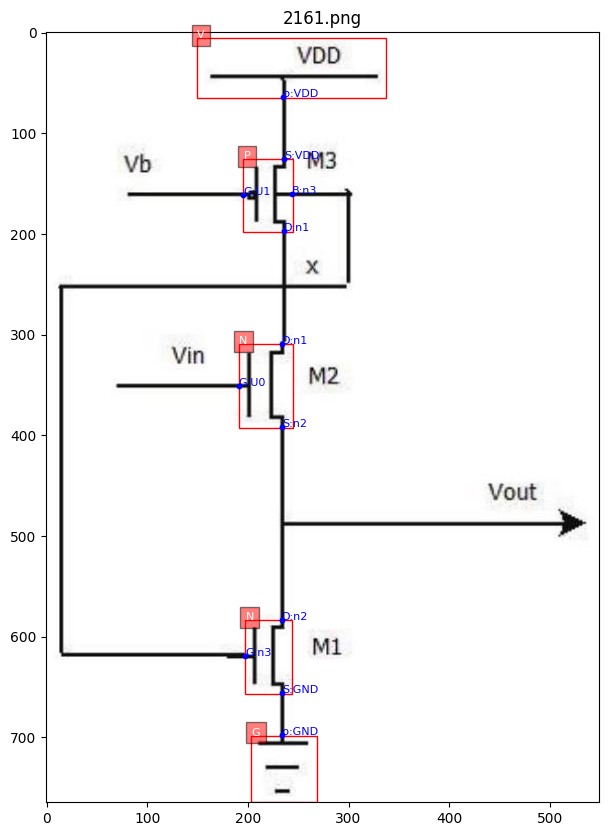 2161.png
0
V
VDD
p:VDD
100
P
S:VDD
M3
Vb
G:U1
B:n3
D:n1
200
x
300
N
D:n1
Vin
M2
G:U0
S:n2
400
Vout
500
N
D:n2
600
M1
G:n3
S:GND
700
G
p:GND
0 100 200 300 400 500